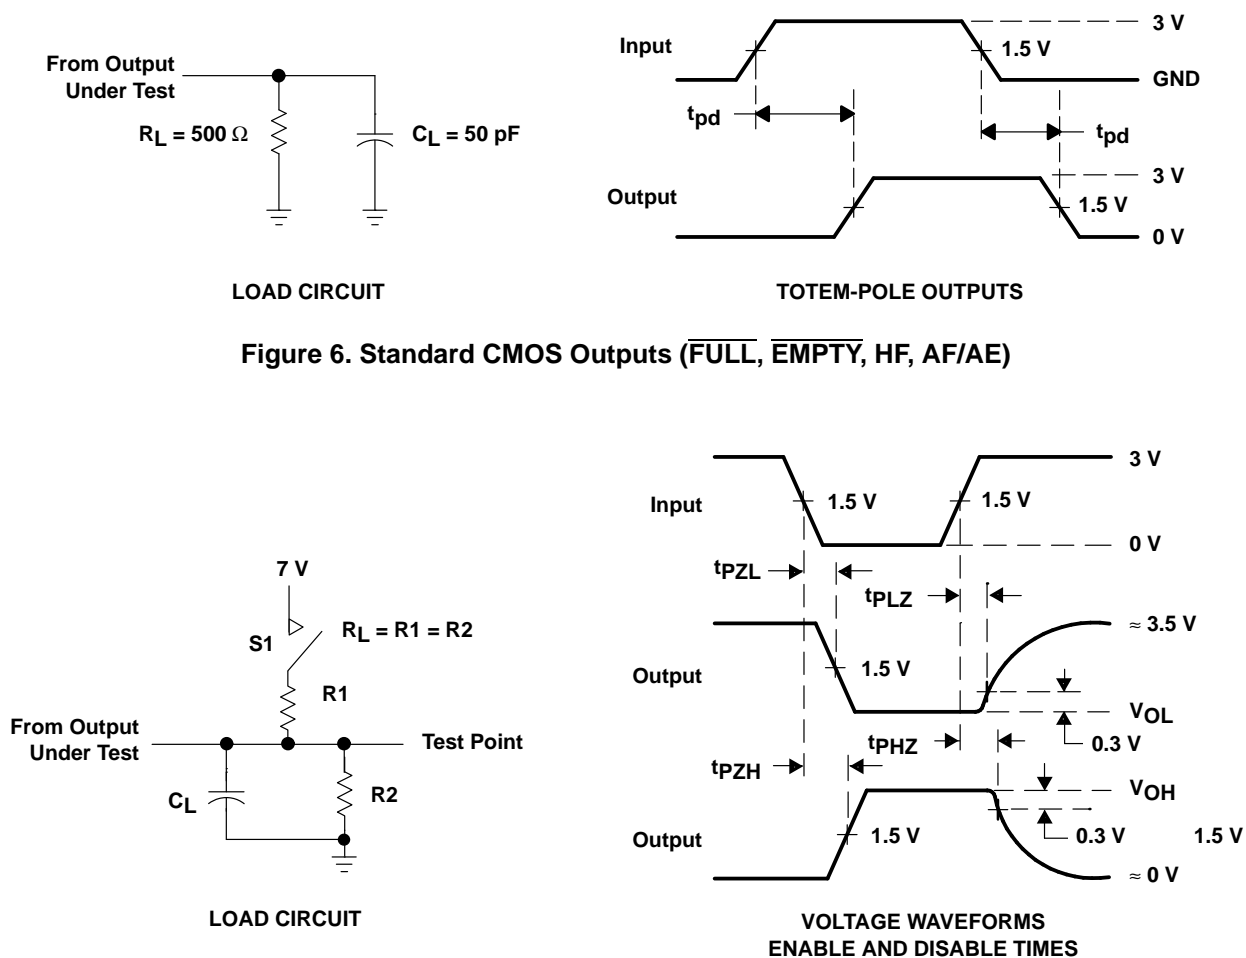 From Output
Under Test
RL = 500 Ω
CL = 50 pF
LOAD CIRCUIT
Input
3 V
1.5 V
GND
tpd
tpd
Output
3 V
1.5 V
0 V
TOTEM-POLE OUTPUTS
Figure 6. Standard CMOS Outputs (FULL, EMPTY, HF, AF/AE)
7 V
S1
RL = R1 = R2
R1
From Output
Under Test
Test Point
CL
R2
LOAD CIRCUIT
3 V
Input
1.5 V
1.5 V
0 V
tPZL
tPLZ
≈ 3.5 V
Output
1.5 V
VOL
0.3 V
tPHZ
tPZH
VOH
Output
1.5 V
0.3 V
1.5 V
≈ 0 V
VOLTAGE WAVEFORMS
ENABLE AND DISABLE TIMES